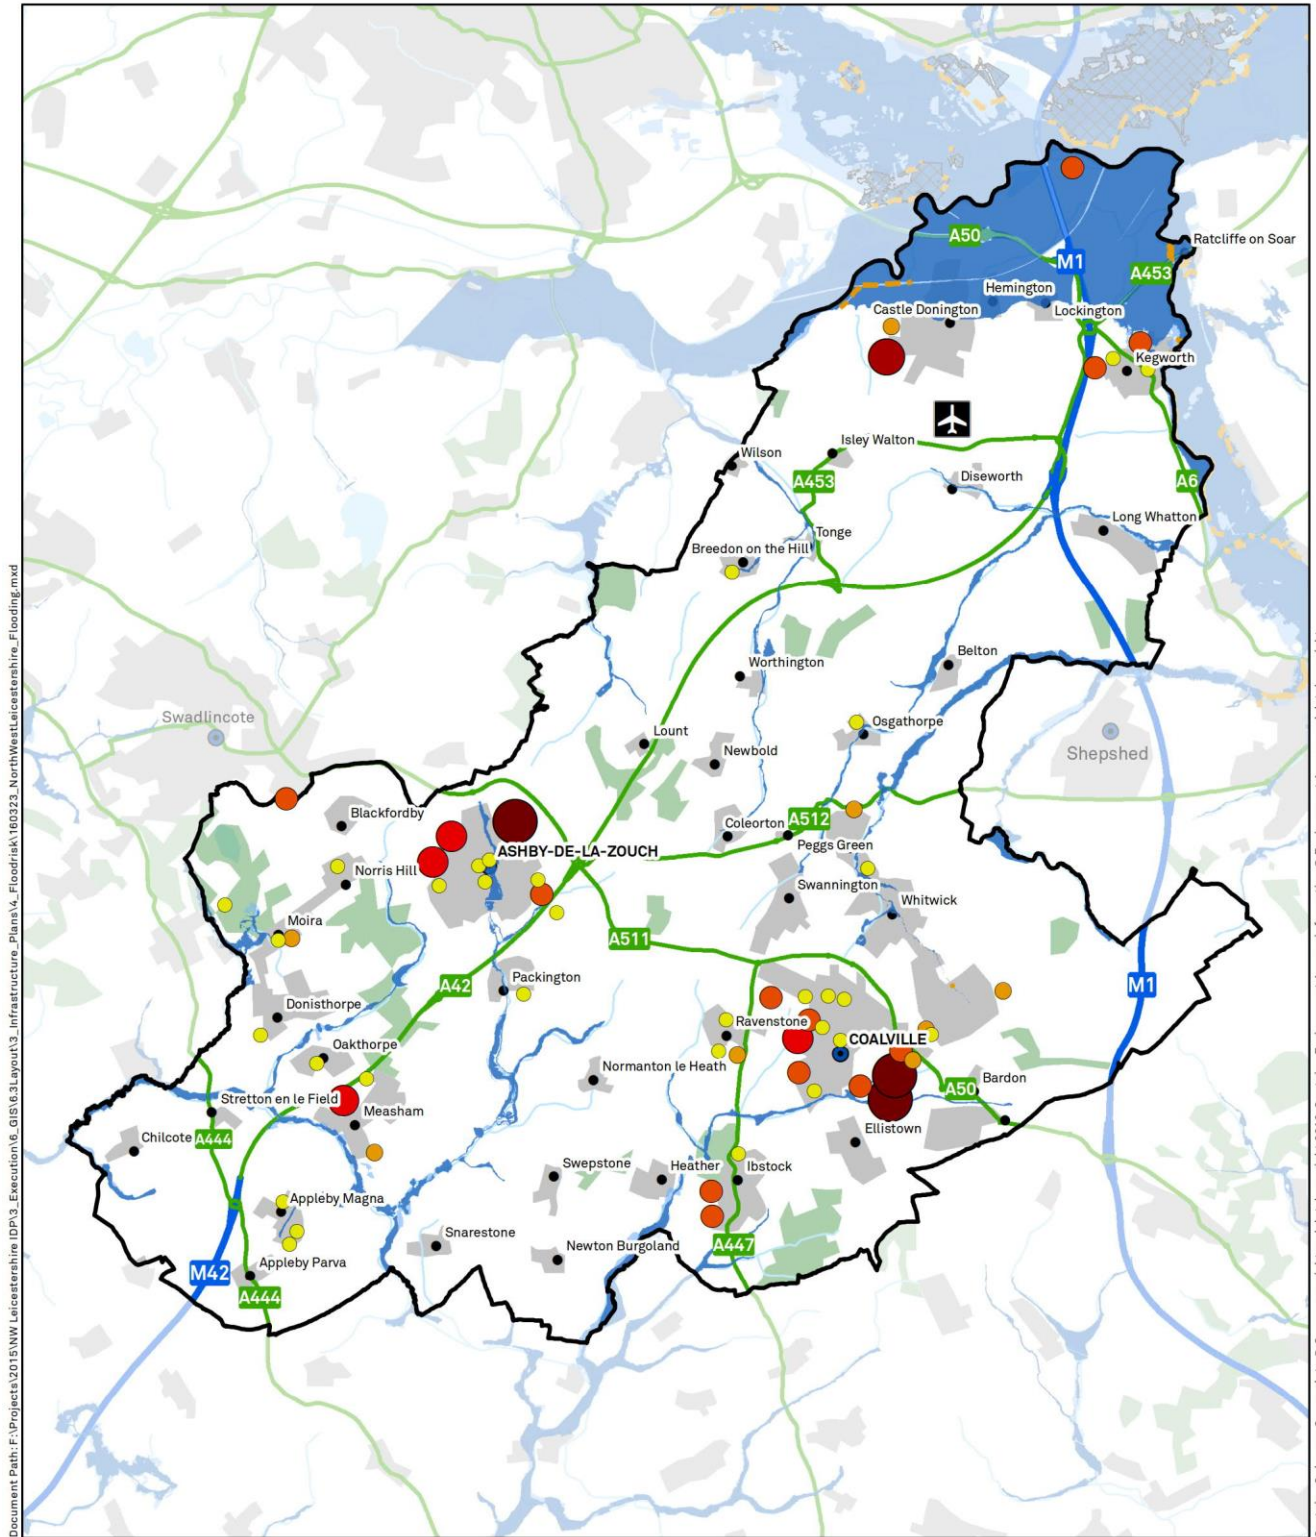 Document Path: F:\Projects\2015\NW Leicestershire IDP\3_Execution\6_GIS\6.3Layout\3_Infrastructure_Plans\4_Floodrisk\160323_NorthWestLeicestershire_Flooding.mxd
A50
Ratcliffe on Soar
M1
A453
Hemington
Castle Donington
Lockington
Kegworth
Isley Walton
Wilson
A453
Diseworth
A6
Long Whatton
Tonge
Breedon on the Hill
Belton
Worthington
Swadlincote
Osgathorpe
Lount
Newbold
Shepshed
Blackfordby
A512
Coleorton
Peggs Green
ASHBY-DE-LA-ZOUCH
Norris Hill
Swannington
Whitwick
Moira
A511
Packington
A42
M1
Donisthorpe
Ravenstone
COALVILLE
Oakthorpe
Normanton le Heath
Bardon
A50
Stretton en le Field
Measham
Ellistown
Chilcote
A444
Swepstone
Heather
Ibstock
Appleby Magna
Snarestone
Newton Burgoland
A447
Appleby Parva
M42
A444